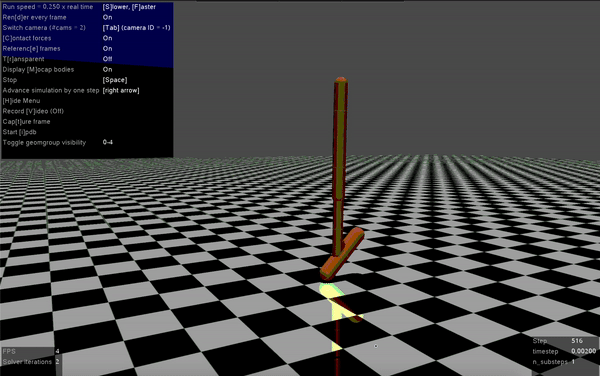 Run speed = 0.250 x real time [S]lower, [F]aster
Ren[d]er every frame On
Switch camera (#cams = 2) [Tab] (camera ID = -1)
[C]ontact forces On
Referenc[e] frames On
T[r]ansparent Off
Display [M]ocap bodies On
Stop [Space]
Advance simulation by one step [right arrow]
[H]ide Menu
Record [V]ideo (Off)
Cap[t]ure frame
Start [i]pdb
Toggle geomgroup visibility 0-4
FPS 4
Solver iterations 2
Step 516
timestep 0.00200
n_substeps 1